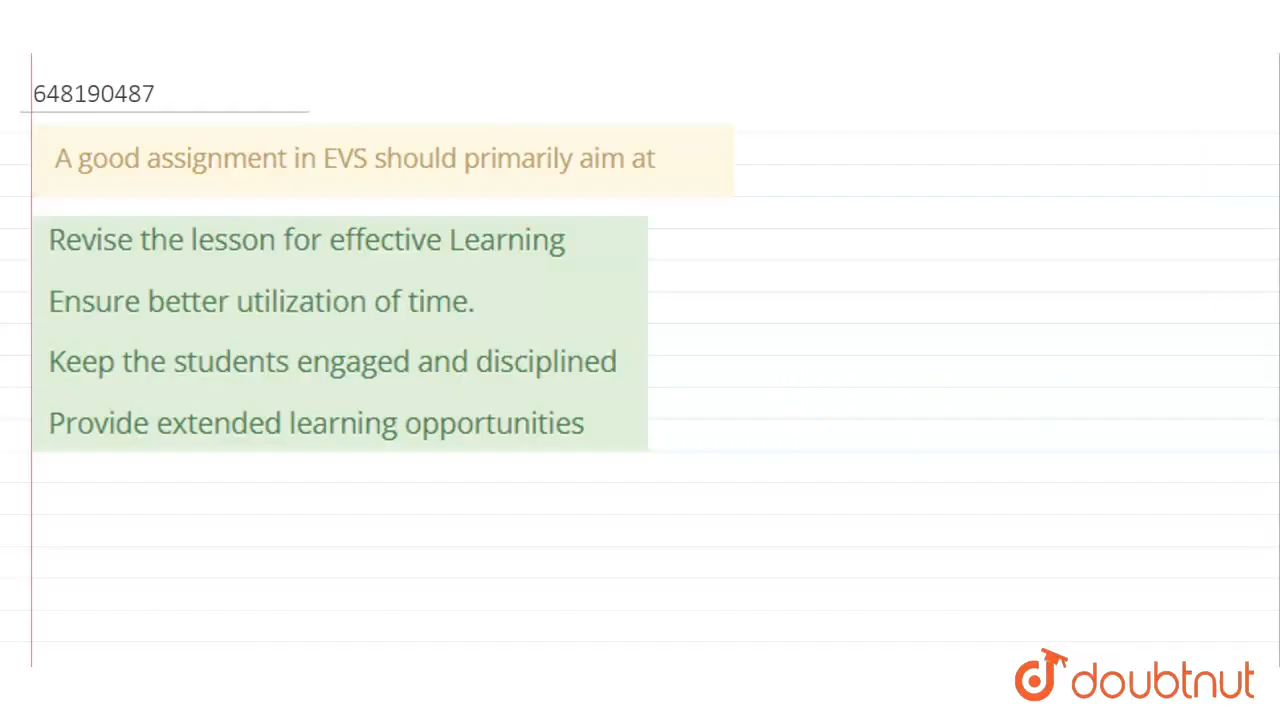 648190487
A good assignment in EVS should primarily aim at
Revise the lesson for effective Learning
Ensure better utilization of time.
Keep the students engaged and disciplined
Provide extended learning opportunities
doubtnut